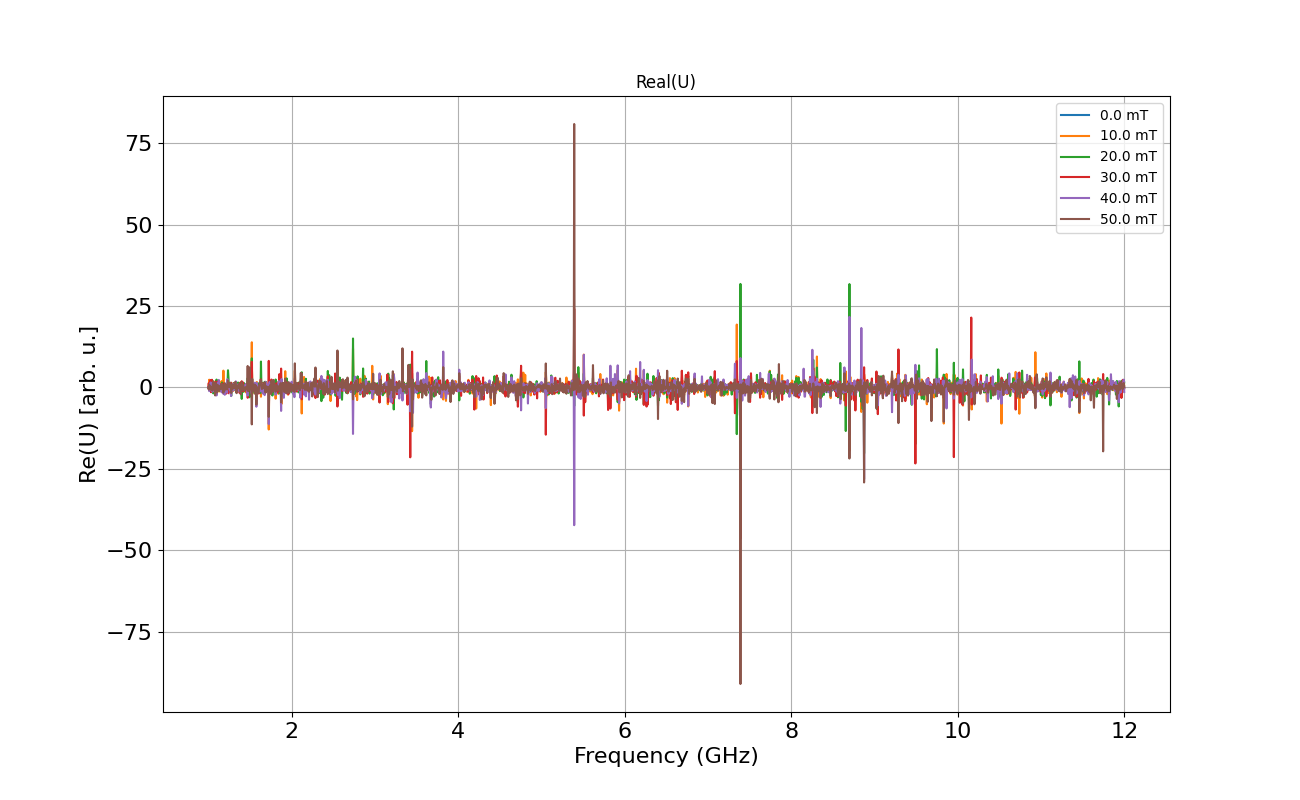 Real(U)
0.0 mT
10.0 mT
20.0 mT
30.0 mT
40.0 mT
50.0 mT
75
50
25
0
−25
−50
−75
Re(U) [arb. u.]
2 4 6 8 10 12
Frequency (GHz)